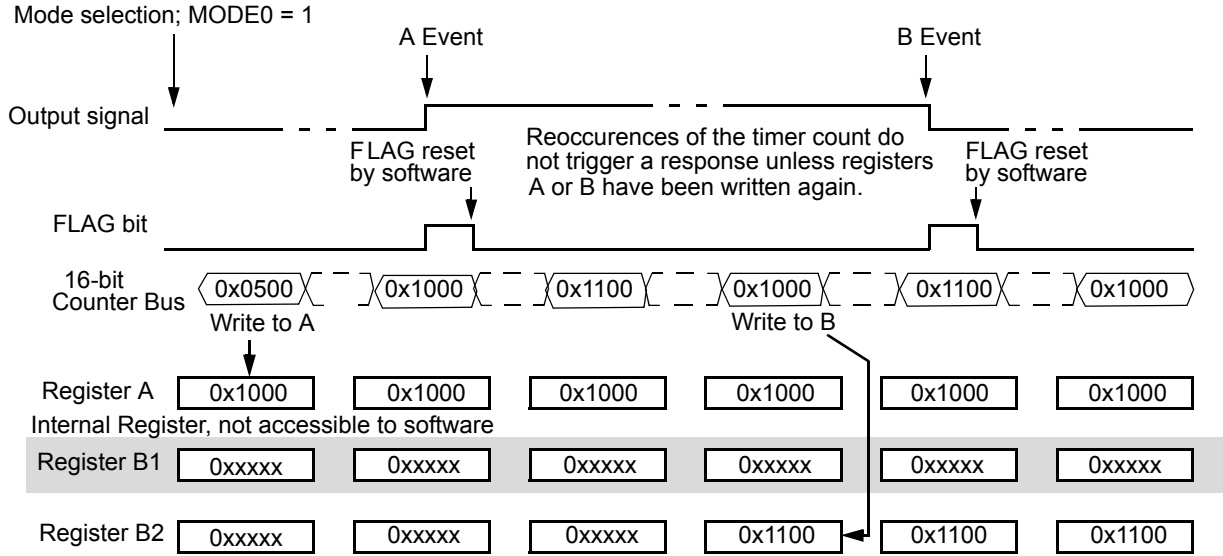 Mode selection; MODE0 = 1
A Event
B Event
Output signal
FLAG reset
by software
Reoccurences of the timer count do
not trigger a response unless registers
A or B have been written again.
FLAG reset
by software
FLAG bit
16-bit
Counter Bus
0x0500 0x1000 0x1100 0x1000 0x1100 0x1000
Write to A
Write to B
Register A 0x1000 0x1000 0x1000 0x1000 0x1000 0x1000
Internal Register, not accessible to software
Register B1 0xxxxx 0xxxxx 0xxxxx 0xxxxx 0xxxxx 0xxxxx
Register B2 0xxxxx 0xxxxx 0xxxxx 0x1100 0x1100 0x1100